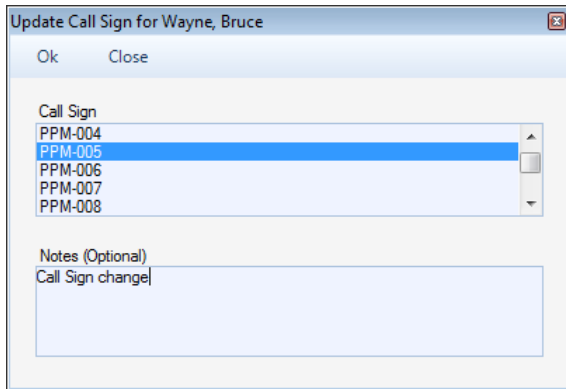 Update Call Sign for Wayne, Bruce
Ok Close
Call Sign
PPM-004
PPM-005
PPM-006
PPM-007
PPM-008
Notes (Optional)
Call Sign change